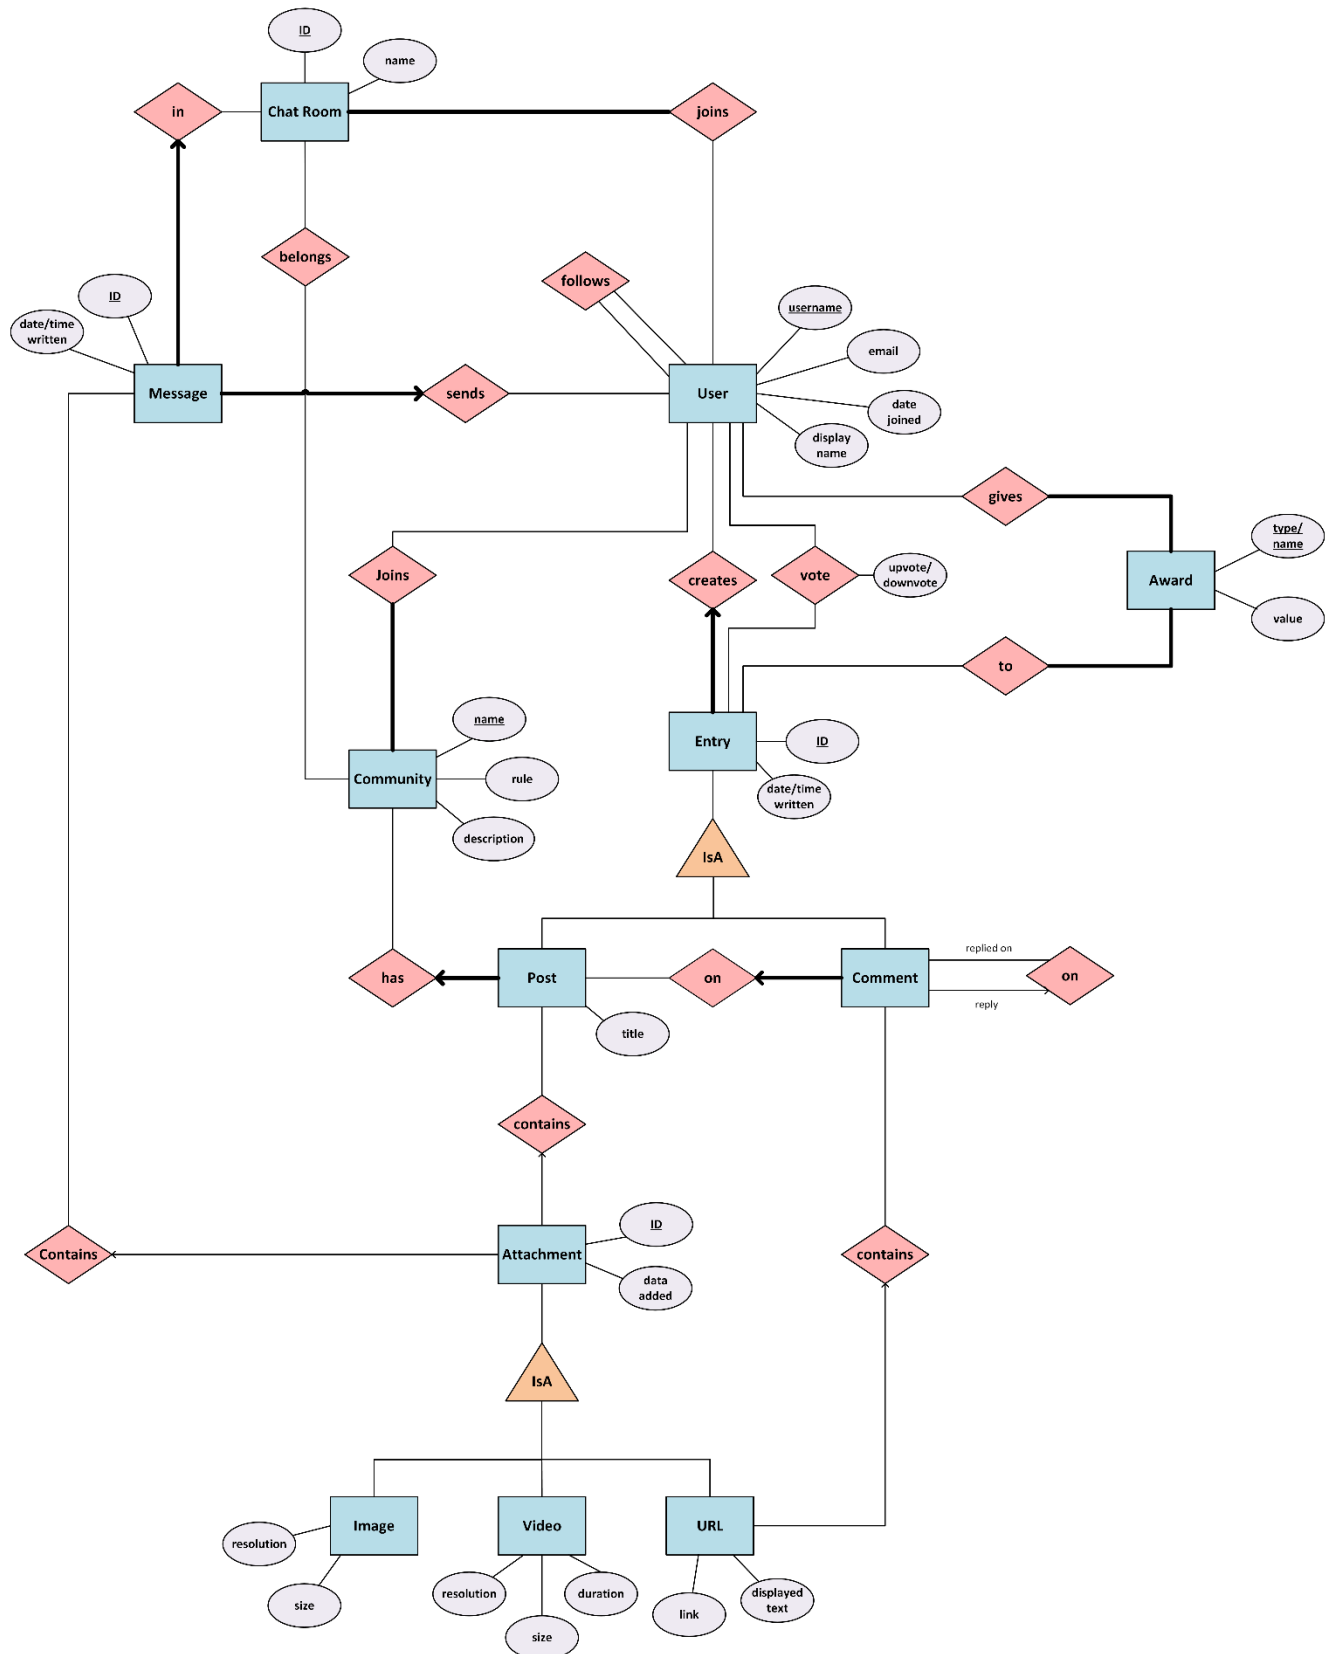 ID
name
in
Chat Room
joins
belongs
follows
ID
username
date/time
written
email
Message
sends
User
date
joined
display
name
gives
type/
name
Joins
creates
vote
upvote/
downvote
Award
value
to
name
Entry
ID
Community
rule
date/time
written
description
IsA
replied on
has
Post
on
Comment
on
reply
title
contains
ID
Contains
Attachment
contains
data
added
IsA
Image
Video
URL
resolution
resolution
duration
displayed
text
size
link
size